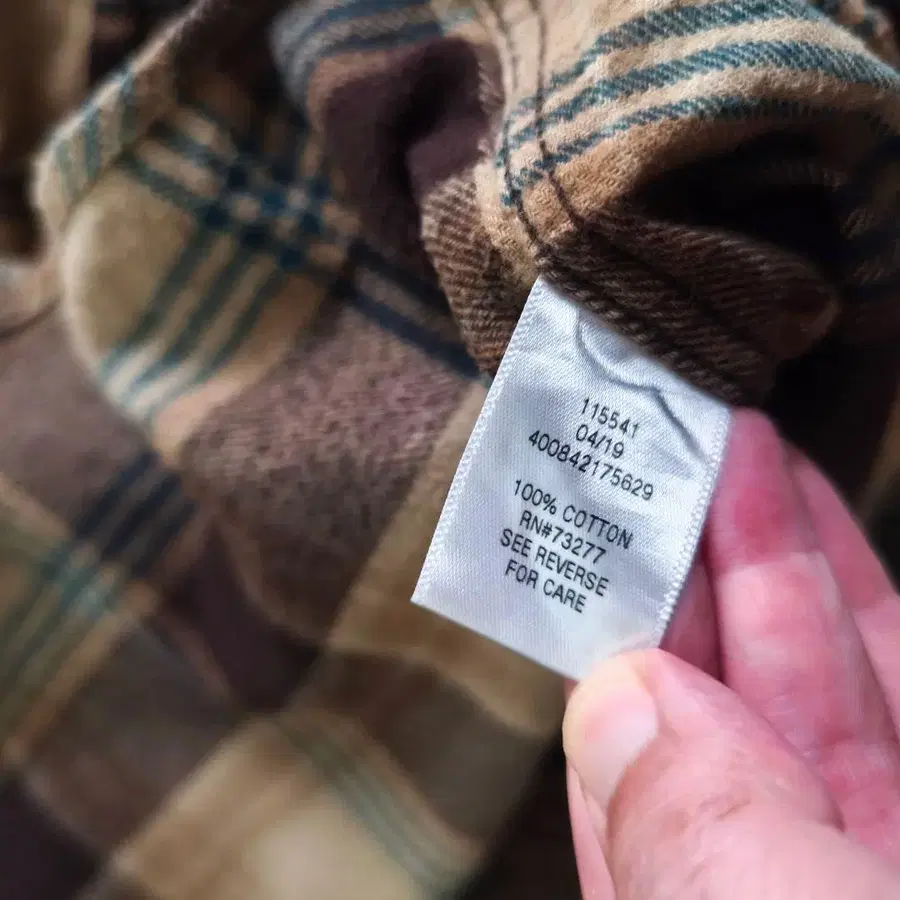 115541
04/19
400842175629
100% COTTON
RN#73277
SEE REVERSE
FOR CARE